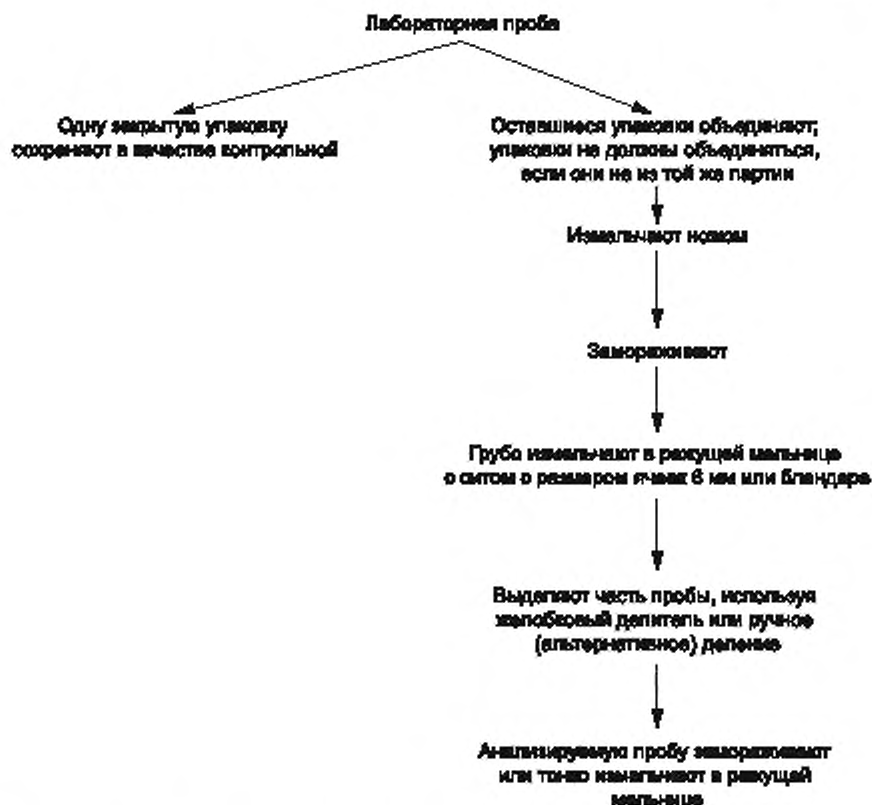 Лабораторная проба
Одну закрытую упаковку
сохраняют в качестве контрольной
Оставшиеся упаковки объединяют;
упаковки не должны объединяться,
если они не из той же партии
Измельчают ножом
Замораживают
Грубо измельчают в режущей мельнице
с ситом с размером ячеек 6 мм или блендере
Выделяют часть пробы, используя
желобковый делитель или ручное
(альтернативное) деление
Анализируемую пробу замораживают
или тонко измельчают в режущей
мельнице